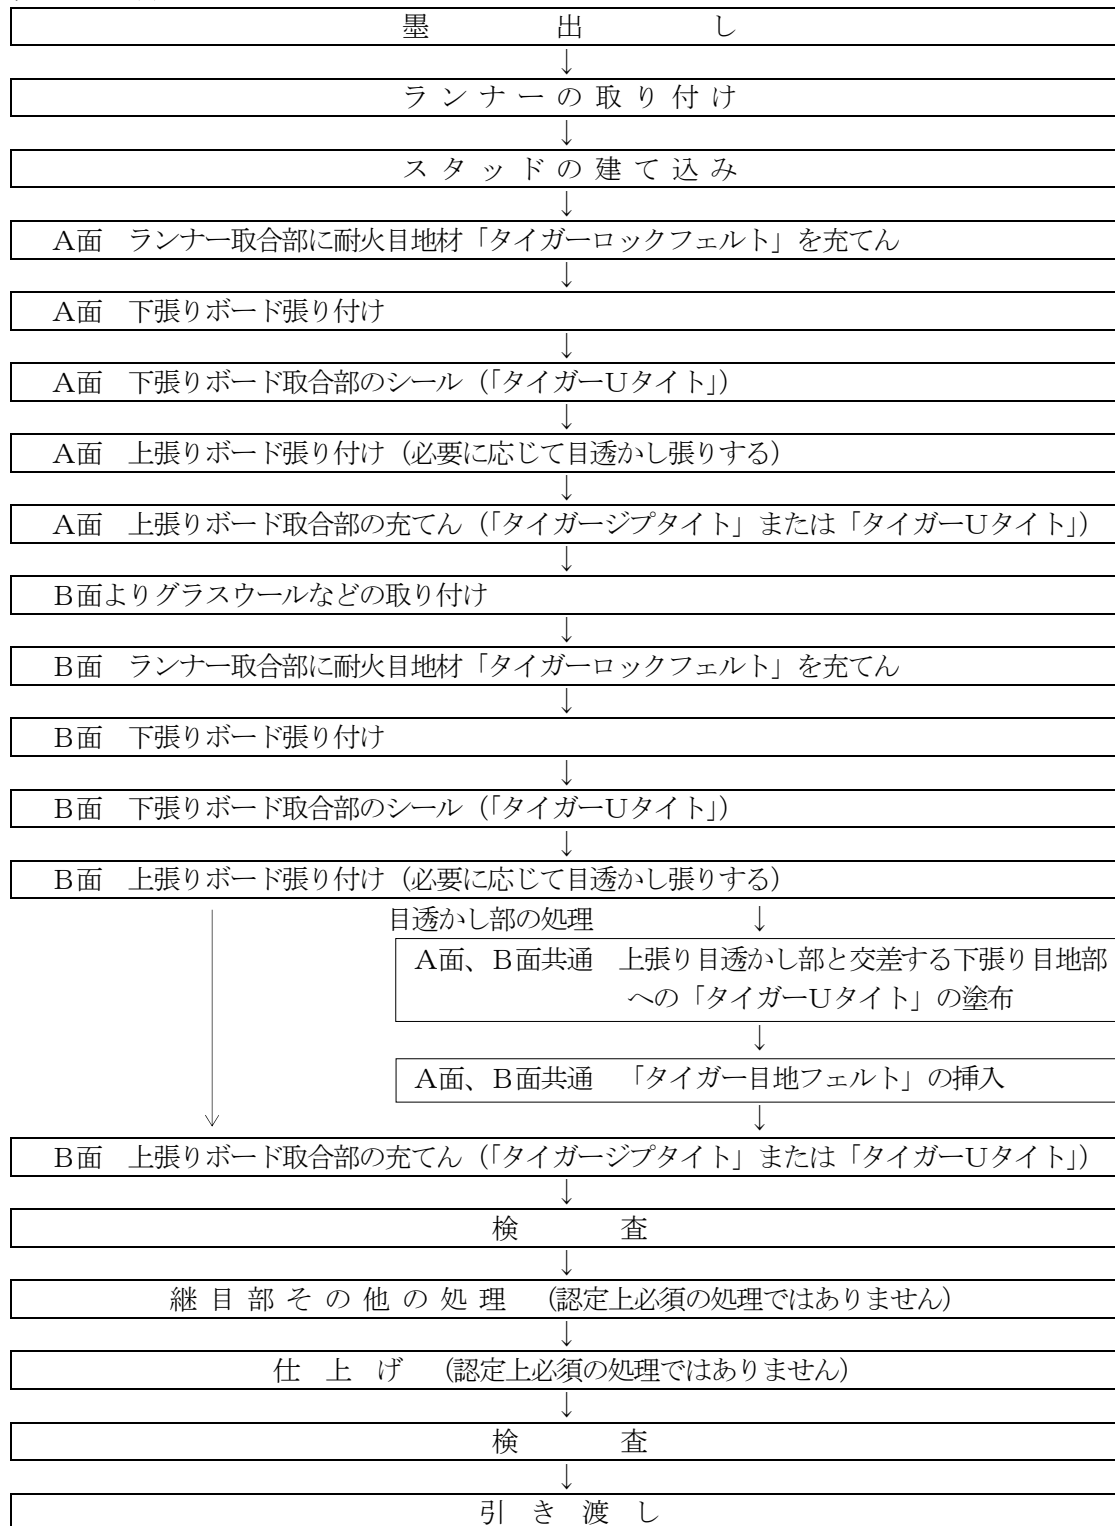 墨出し
↓
ランナーの取り付け
↓
スタッドの建て込み
↓
A面 ランナー取合部に耐火目地材「タイガーロックフェルト」を充てん
↓
A面 下張りボード張り付け
↓
A面 下張りボード取合部のシール（「タイガーUタイト」）
↓
A面 上張りボード張り付け（必要に応じて目透かし張りする）
↓
A面 上張りボード取合部の充てん（「タイガージプタイト」または「タイガーUタイト」）
↓
B面よりグラスウールなどの取り付け
↓
B面 ランナー取合部に耐火目地材「タイガーロックフェルト」を充てん
↓
B面 下張りボード張り付け
↓
B面 下張りボード取合部のシール（「タイガーUタイト」）
↓
B面 上張りボード張り付け（必要に応じて目透かし張りする）
目透かし部の処理 ↓
A面、B面共通 上張り目透かし部と交差する下張り目地部
への「タイガーUタイト」の塗布
↓
A面、B面共通 「タイガー目地フェルト」の挿入
↓
B面 上張りボード取合部の充てん（「タイガージプタイト」または「タイガーUタイト」）
↓
検査
↓
継目部その他の処理 （認定上必須の処理ではありません）
↓
仕上げ （認定上必須の処理ではありません）
↓
検査
↓
引き渡し